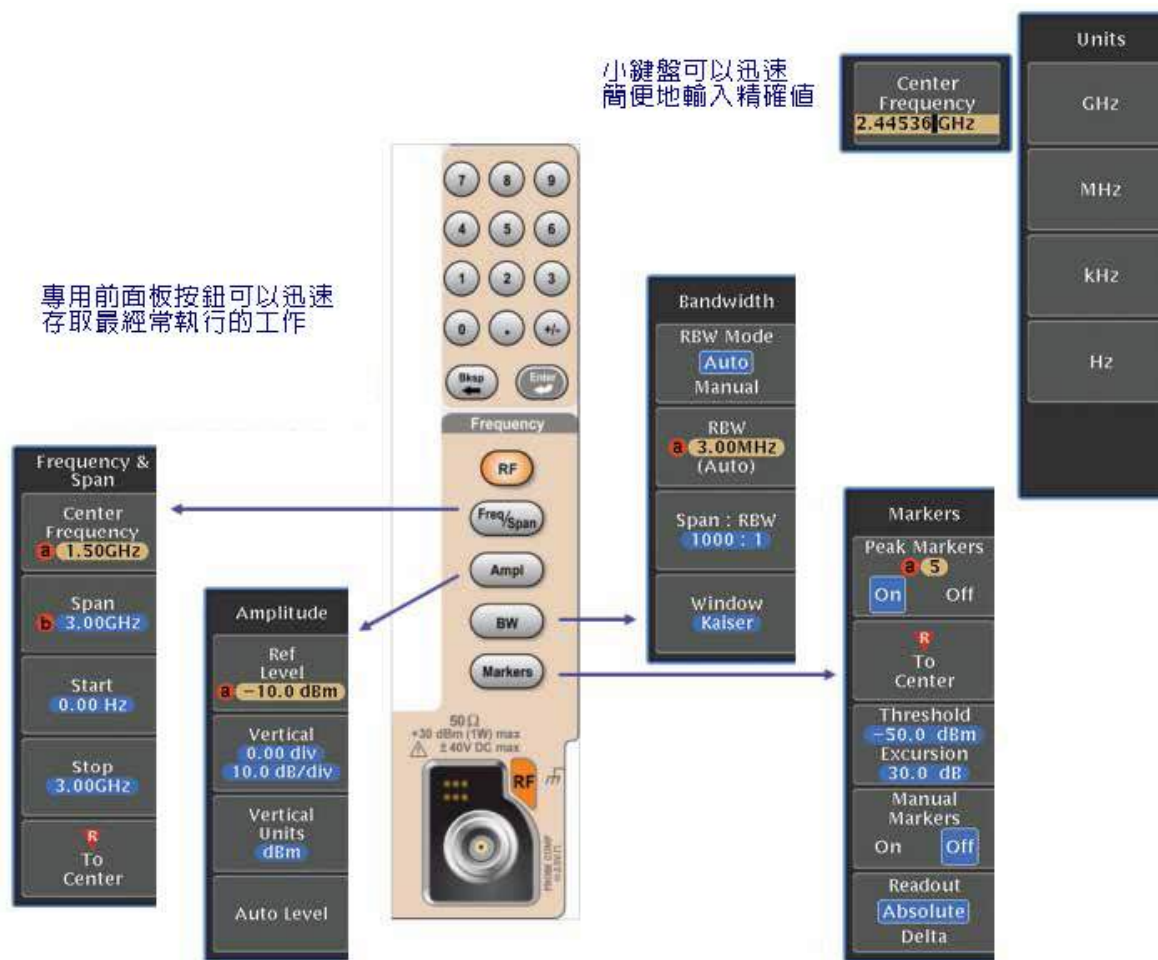 小鍵盤可以迅速
簡便地輸入精確值
Center
Frequency
2.44536 GHz
Units
GHz
MHz
kHz
Hz
專用前面板按鈕可以迅速
存取最經常執行的工作
7 8 9
4 5 6
1 2 3
0 . +/-
Bksp Enter
Frequency
RF
Freq/Span
Ampl
BW
Markers
50Ω
+30 dBm (1W) max
± 40V DC max
RF
Frequency &
Span
Center
Frequency
a 1.50GHz
Span
b 3.00GHz
Start
0.00 Hz
Stop
3.00GHz
R
To
Center
Amplitude
Ref
Level
a -10.0 dBm
Vertical
0.00 div
10.0 dB/div
Vertical
Units
dBm
Auto Level
Bandwidth
RBW Mode
Auto
Manual
RBW
a 3.00MHz
(Auto)
Span : RBW
1000 : 1
Window
Kaiser
Markers
Peak Markers
a 5
On Off
R
To
Center
Threshold
-50.0 dBm
Excursion
30.0 dB
Manual
Markers
On Off
Readout
Absolute
Delta